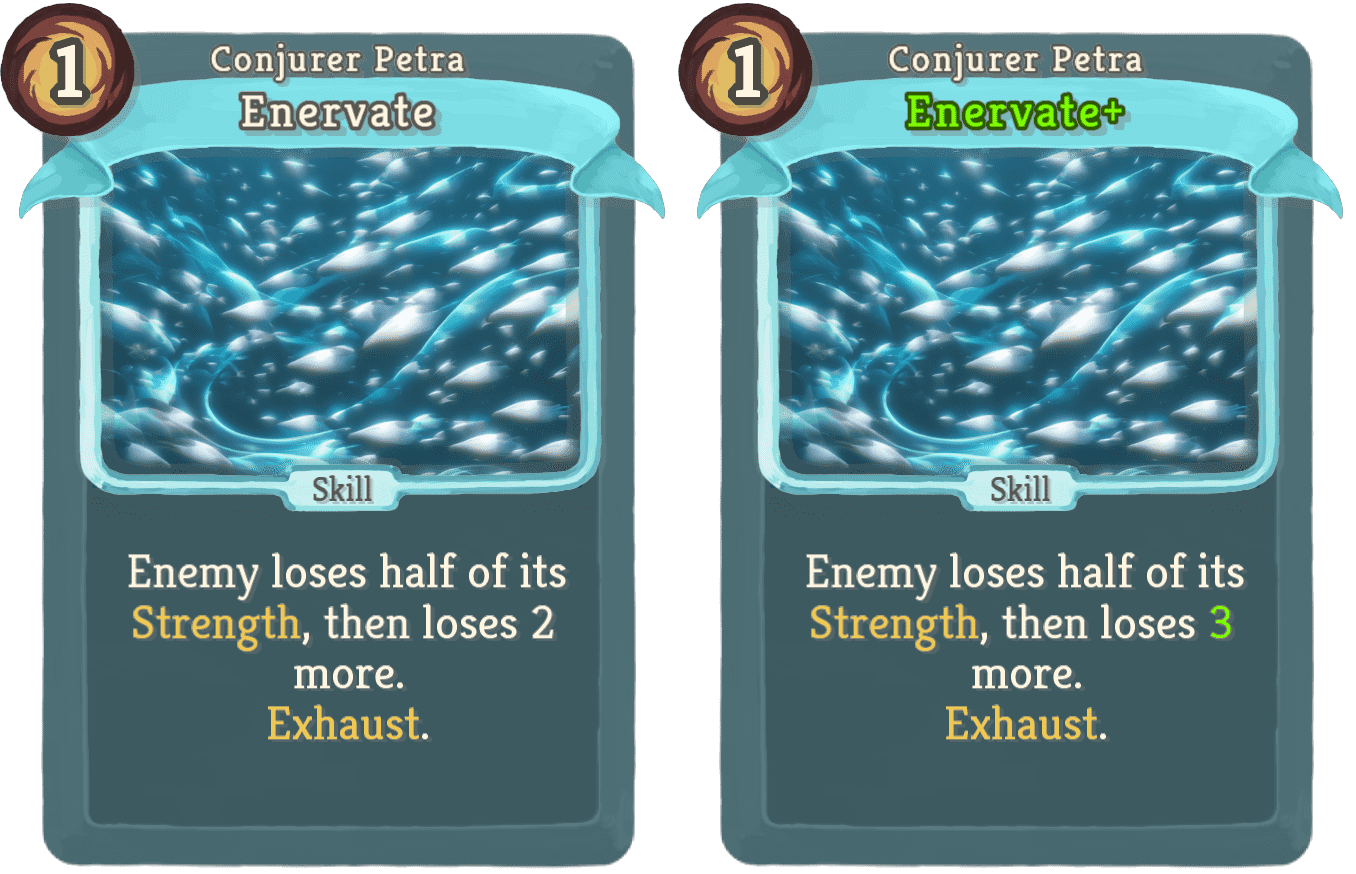 1
Conjurer Petra
Enervate
Skill
Enemy loses half of its
Strength, then loses 2
more.
Exhaust.
1
Conjurer Petra
Enervate+
Skill
Enemy loses half of its
Strength, then loses 3
more.
Exhaust.